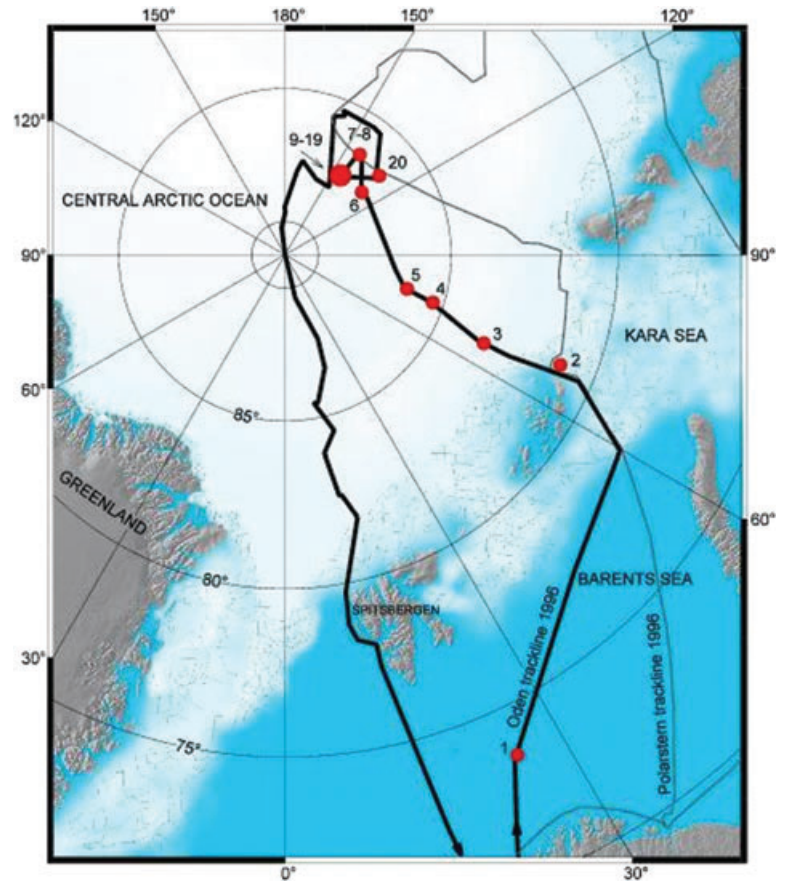 150° 180° 150° 120°
120°
9-19 7-8
20
6
CENTRAL ARCTIC OCEAN
90° 90°
5
4
3
2
KARA SEA
60°
85°
GREENLAND
60°
80°
BARENTS SEA
SPITSBERGEN
Oden trackline 1996
Polarstern trackline 1996
30°
75°
1
0° 30°